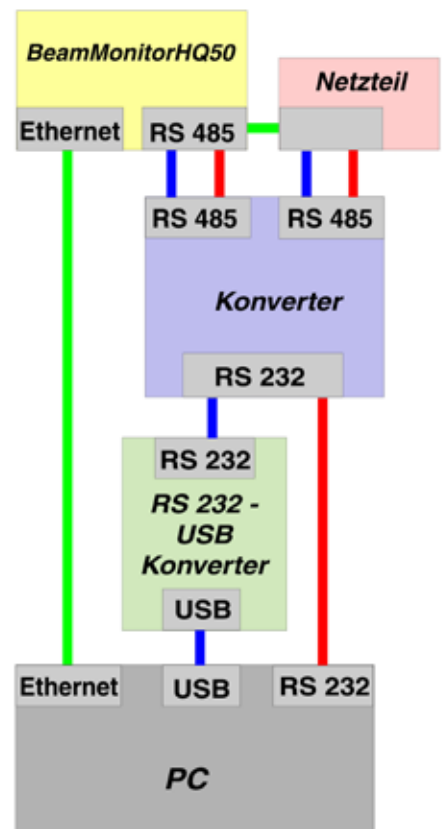 BeamMonitorHQ50
Netzteil
Ethernet
RS 485
RS 485
RS 485
Konverter
RS 232
RS 232
RS 232 -
USB
Konverter
USB
Ethernet
USB
RS 232
PC